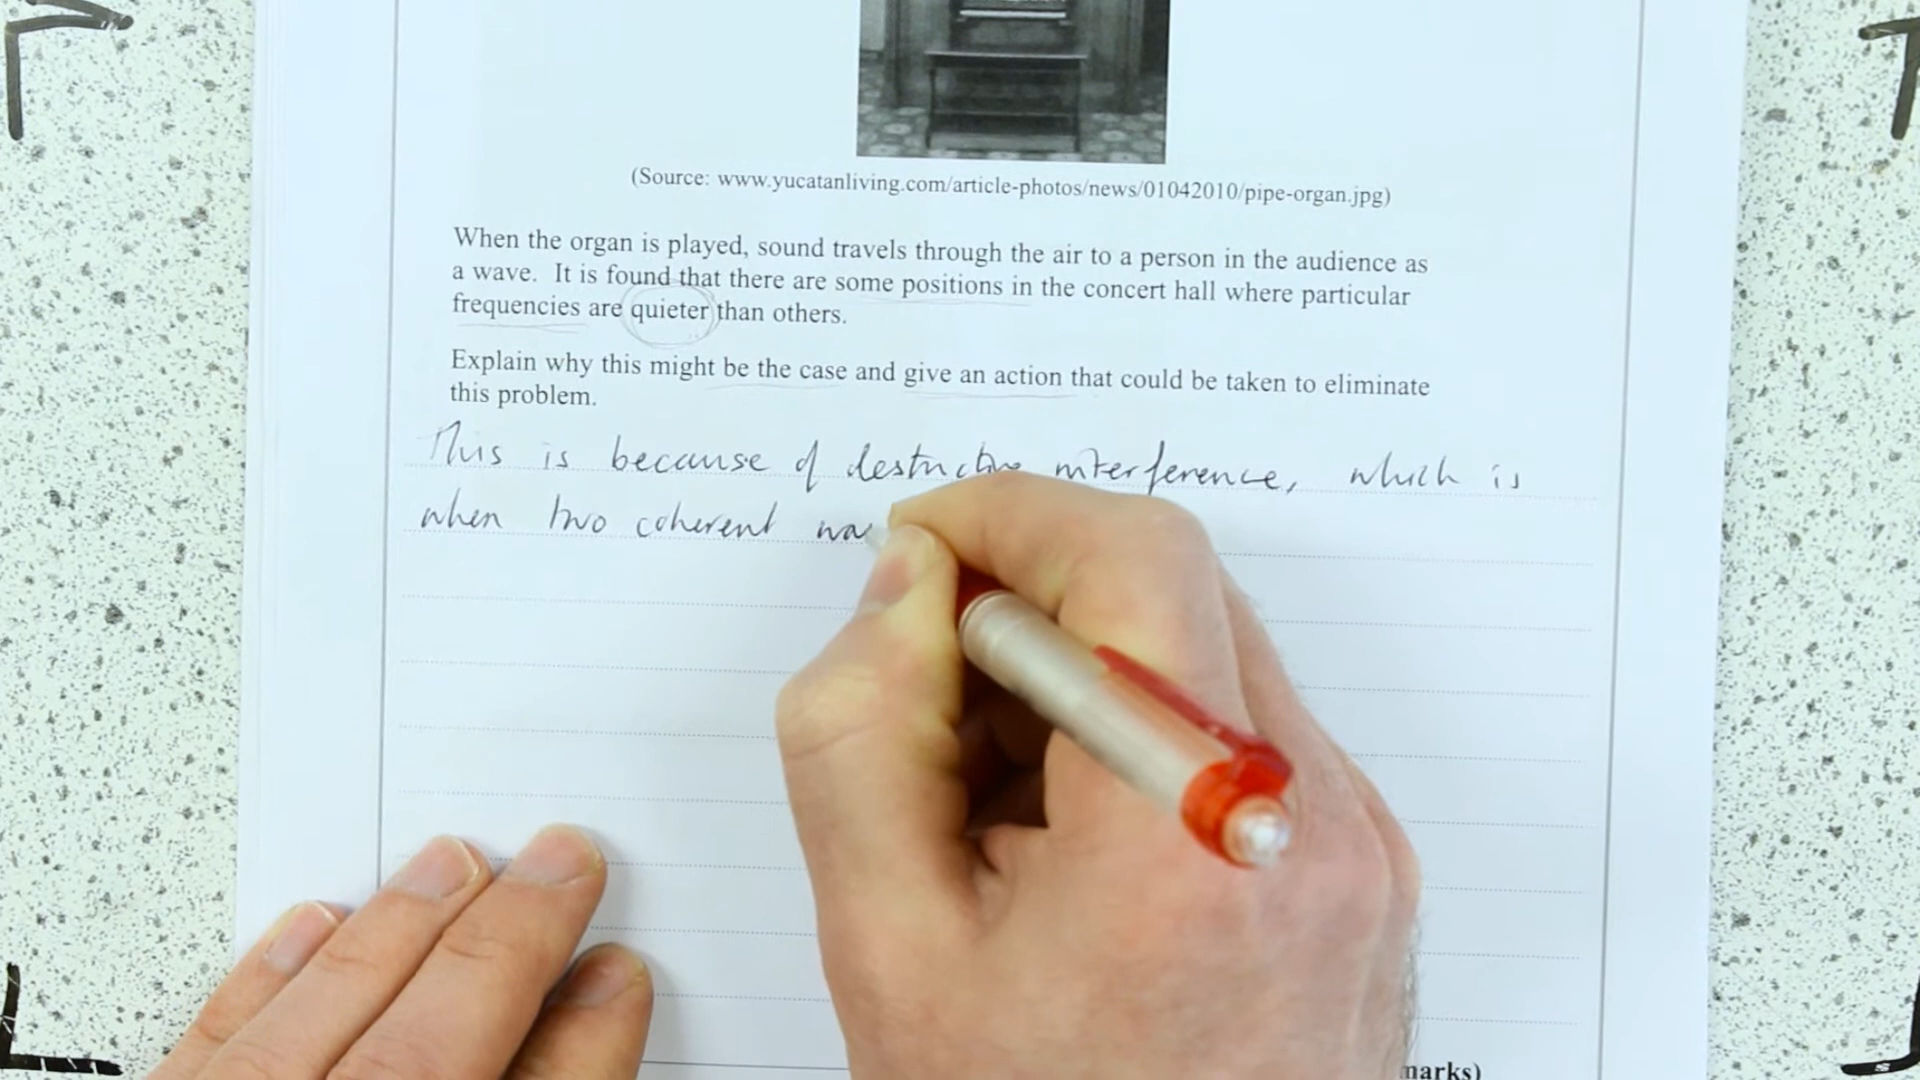 (Source: www.yucatanliving.com/article-photos/news/01042010/pipe-organ.jpg)
When the organ is played, sound travels through the air to a person in the audience as
a wave. It is found that there are some positions in the concert hall where particular
frequencies are quieter than others.
Explain why this might be the case and give an action that could be taken to eliminate
this problem.
This is because of destructive interference, which is
when two coherent wa
marks)